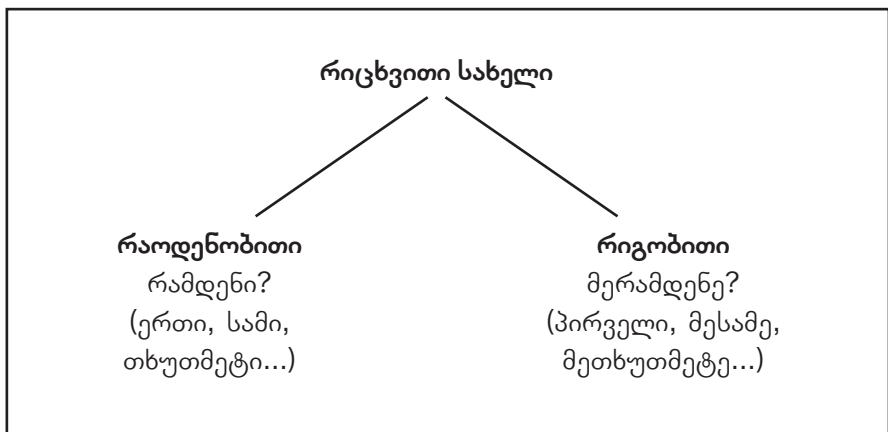 რიცხვითი სახელი
რაოდენობითი
რამდენი?
(ერთი, სამი,
თხუთმეტი...)
რიგობითი
მერამდენე?
(პირველი, მესამე,
მეთხუთმეტე...)